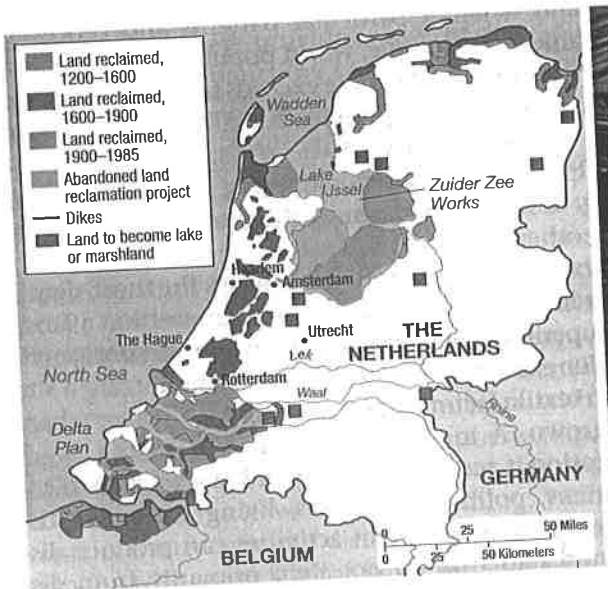 Land reclaimed,
1200–1600
Land reclaimed,
1600–1900
Land reclaimed,
1900–1985
Abandoned land
reclamation project
Dikes
Land to become lake
or marshland
Wadden
Sea
Lake
IJssel
Zuider Zee
Works
Haarlem
Amsterdam
The Hague
Utrecht
THE
NETHERLANDS
Lek
North Sea
Rotterdam
Waal
Rhine
Delta
Plan
GERMANY
BELGIUM
0 25 50 Miles
0 25 50 Kilometers